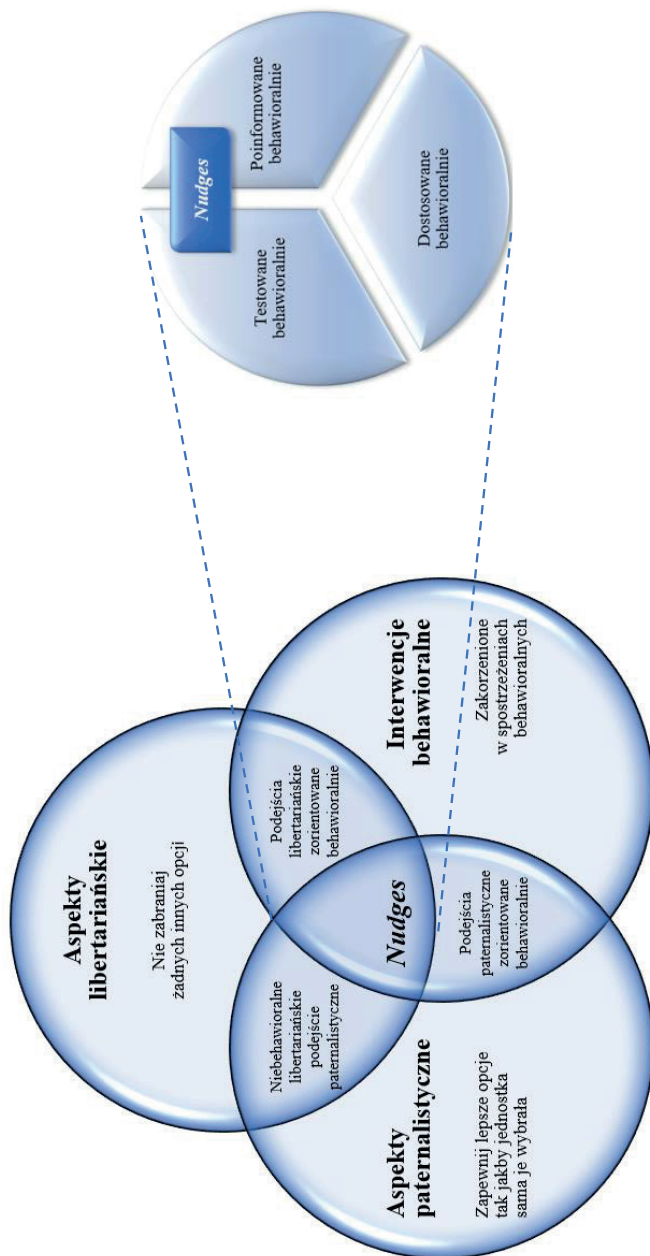 Aspekty
libertariańskie
Nie zabraniaj
żadnych innych opcji
Niebehawioralne
libertariańskie
podejście
paternalistyczne
Podejścia
libertariańskie
zorientowane
behawioralnie
Nudges
Aspekty
paternalistyczne
Zapewnij lepsze opcje
tak jakby jednostka
sama je wybrała
Podejścia
paternalistyczne
zorientowane
behawioralnie
Interwencje
behawioralne
Zakorzenione
w spostrzeżeniach
behawioralnych
Nudges
Testowane
behawioralnie
Poinformowane
behawioralnie
Dostosowane
behawioralnie